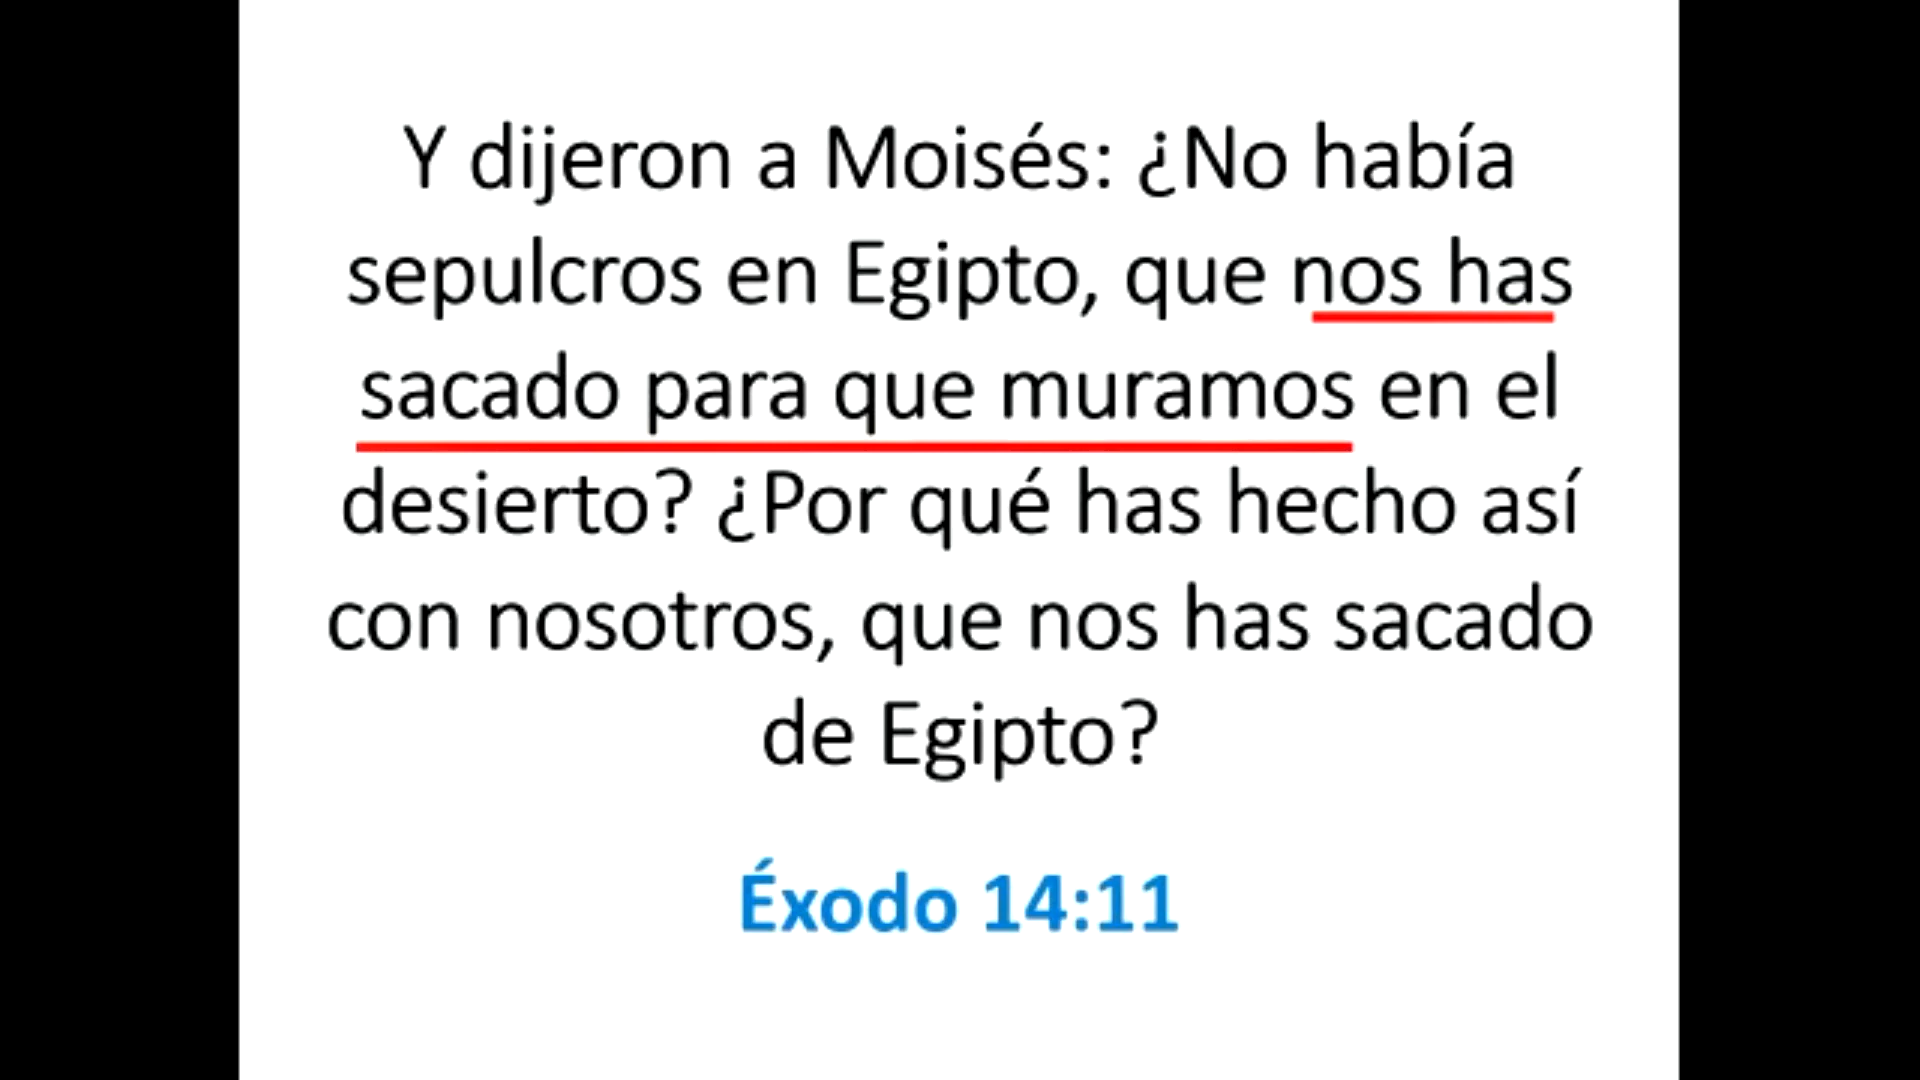 Y dijeron a Moisés: ¿No había
sepulcros en Egipto, que nos has
sacado para que muramos en el
desierto? ¿Por qué has hecho así
con nosotros, que nos has sacado
de Egipto?
Éxodo 14:11